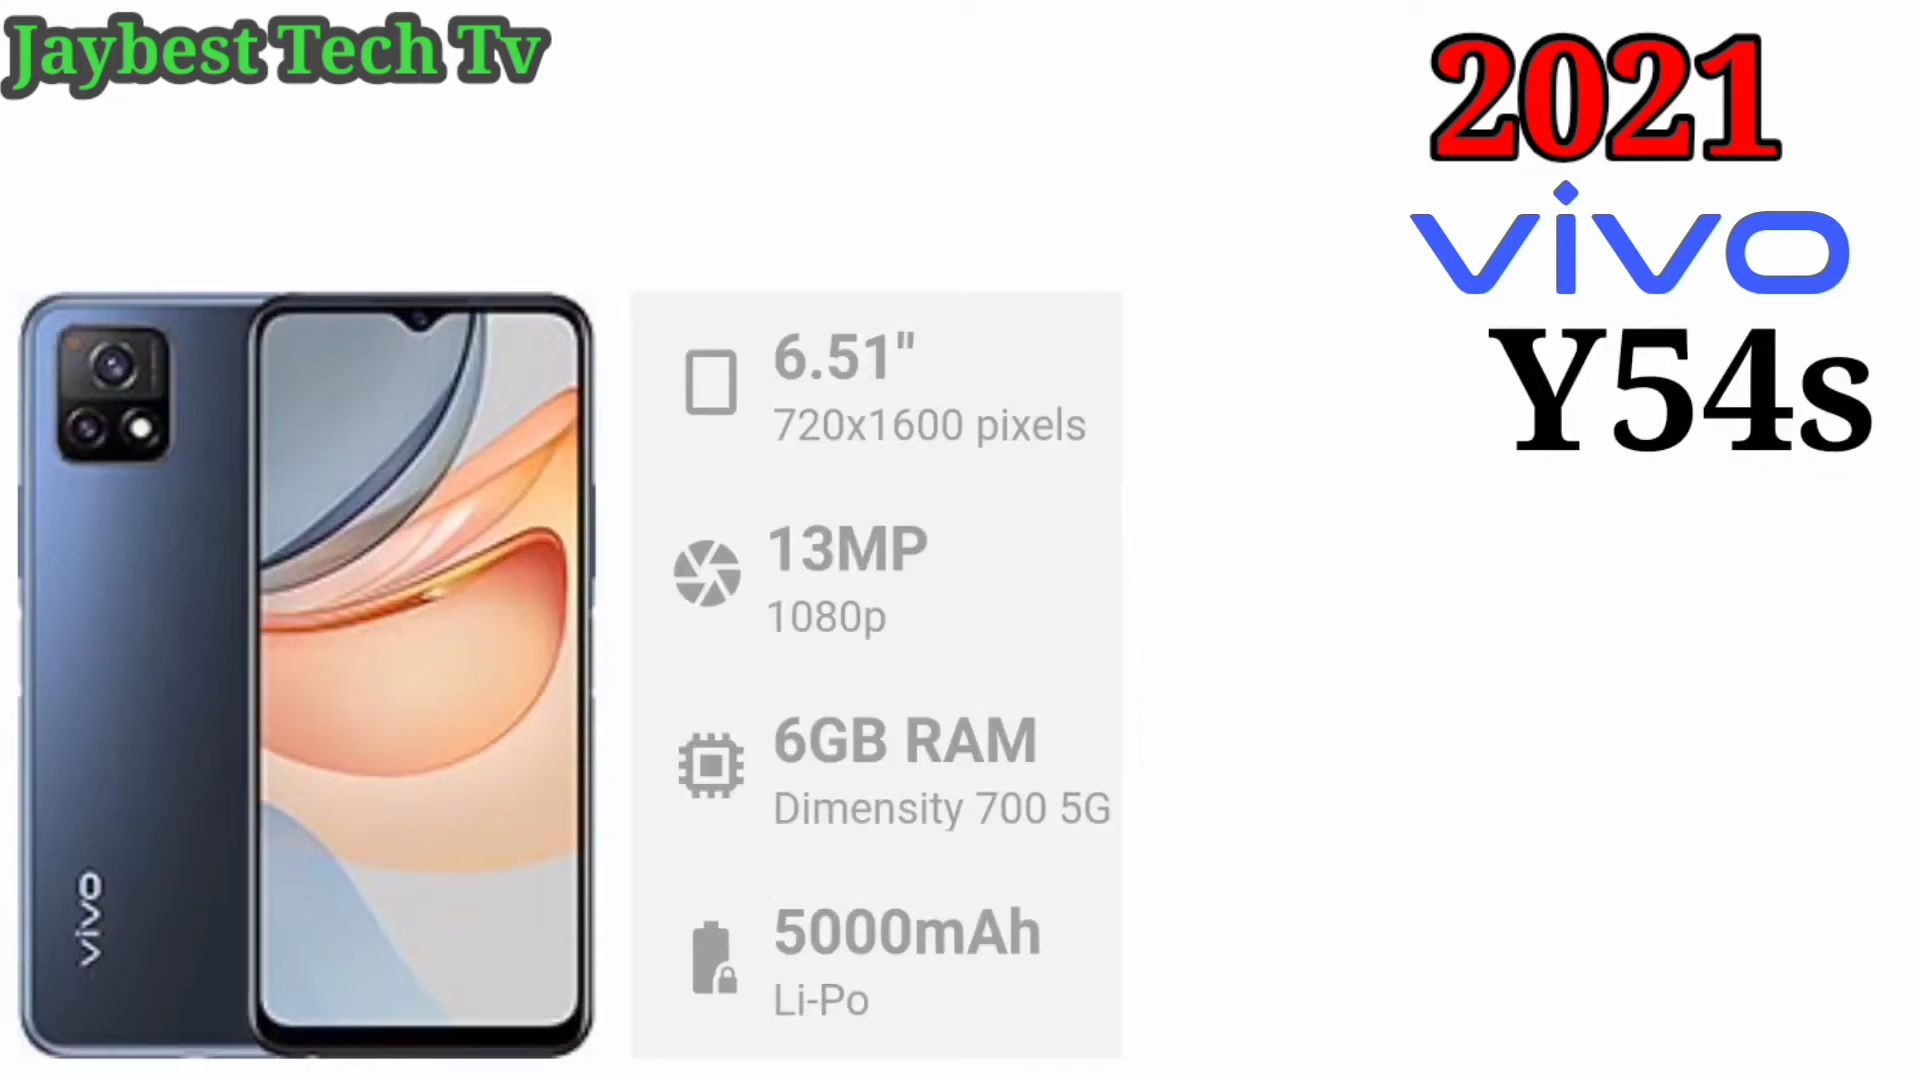 Jaybest Tech Tv
2021
vivo
Y54s
vivo
6.51"
720x1600 pixels
13MP
1080p
6GB RAM
Dimensity 700 5G
5000mAh
Li-Po